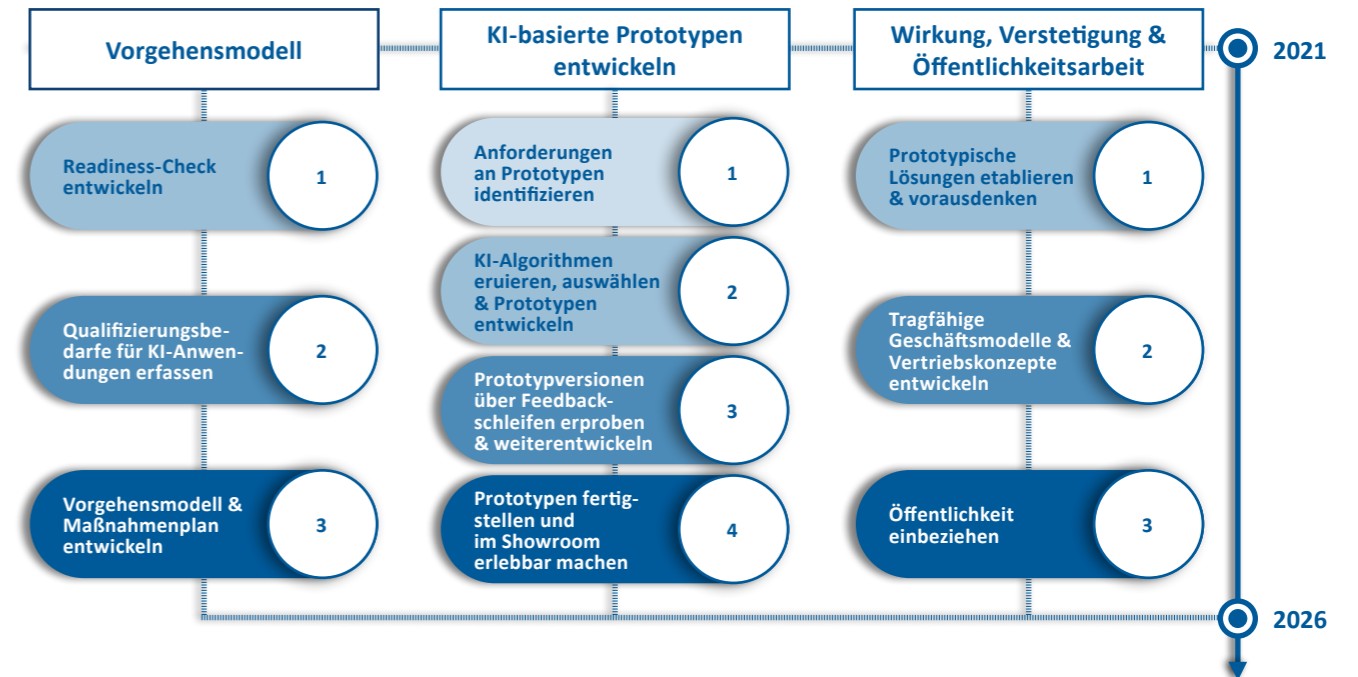 Vorgehensmodell
Readiness-Check
entwickeln
1
Qualifizierungsbe-
darfe für KI-Anwen-
dungen erfassen
2
Vorgehensmodell &
Maßnahmenplan
entwickeln
3
KI-basierte Prototypen
entwickeln
Anforderungen
an Prototypen
identifizieren
1
KI-Algorithmen
eruieren, auswählen
& Prototypen
entwickeln
2
Prototypversionen
über Feedback-
schleifen erproben
& weiterentwickeln
3
Prototypen fertig-
stellen und
im Showroom
erlebbar machen
4
Wirkung, Verstetigung &
Öffentlichkeitsarbeit
Prototypische
Lösungen etablieren
& vorausdenken
1
Tragfähige
Geschäftsmodelle &
Vertriebskonzepte
entwickeln
2
Öffentlichkeit
einbeziehen
3
2021
2026